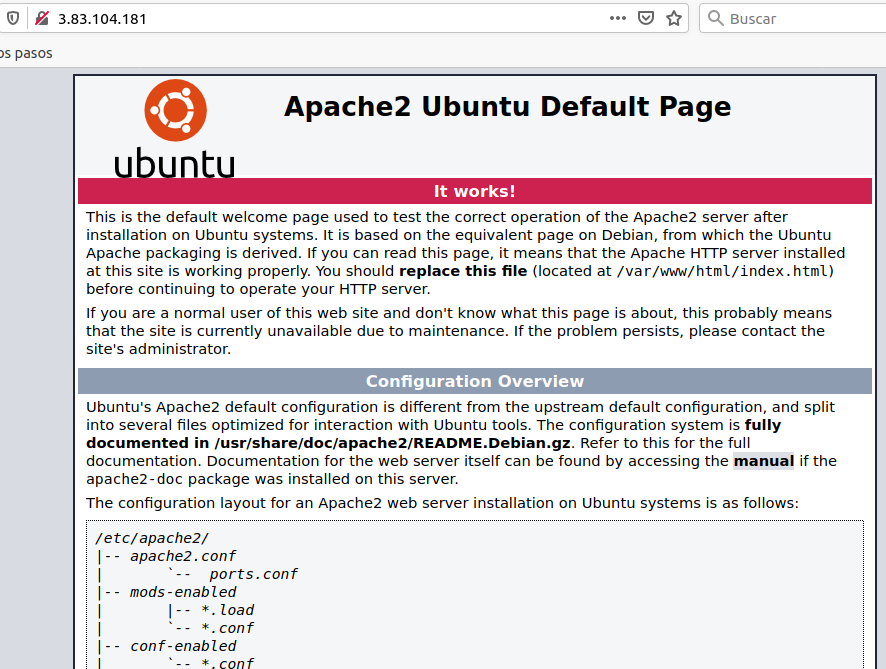 3.83.104.181
Buscar
os pasos
ubuntu
Apache2 Ubuntu Default Page
It works!
This is the default welcome page used to test the correct operation of the Apache2 server after
installation on Ubuntu systems. It is based on the equivalent page on Debian, from which the Ubuntu
Apache packaging is derived. If you can read this page, it means that the Apache HTTP server installed
at this site is working properly. You should replace this file (located at /var/www/html/index.html)
before continuing to operate your HTTP server.
If you are a normal user of this web site and don't know what this page is about, this probably means
that the site is currently unavailable due to maintenance. If the problem persists, please contact the
site's administrator.
Configuration Overview
Ubuntu's Apache2 default configuration is different from the upstream default configuration, and split
into several files optimized for interaction with Ubuntu tools. The configuration system is fully
documented in /usr/share/doc/apache2/README.Debian.gz. Refer to this for the full
documentation. Documentation for the web server itself can be found by accessing the manual if the
apache2-doc package was installed on this server.
The configuration layout for an Apache2 web server installation on Ubuntu systems is as follows:
/etc/apache2/
|-- apache2.conf
|       `--  ports.conf
|-- mods-enabled
|       |-- *.load
|       `-- *.conf
|-- conf-enabled
|       `-- *.conf